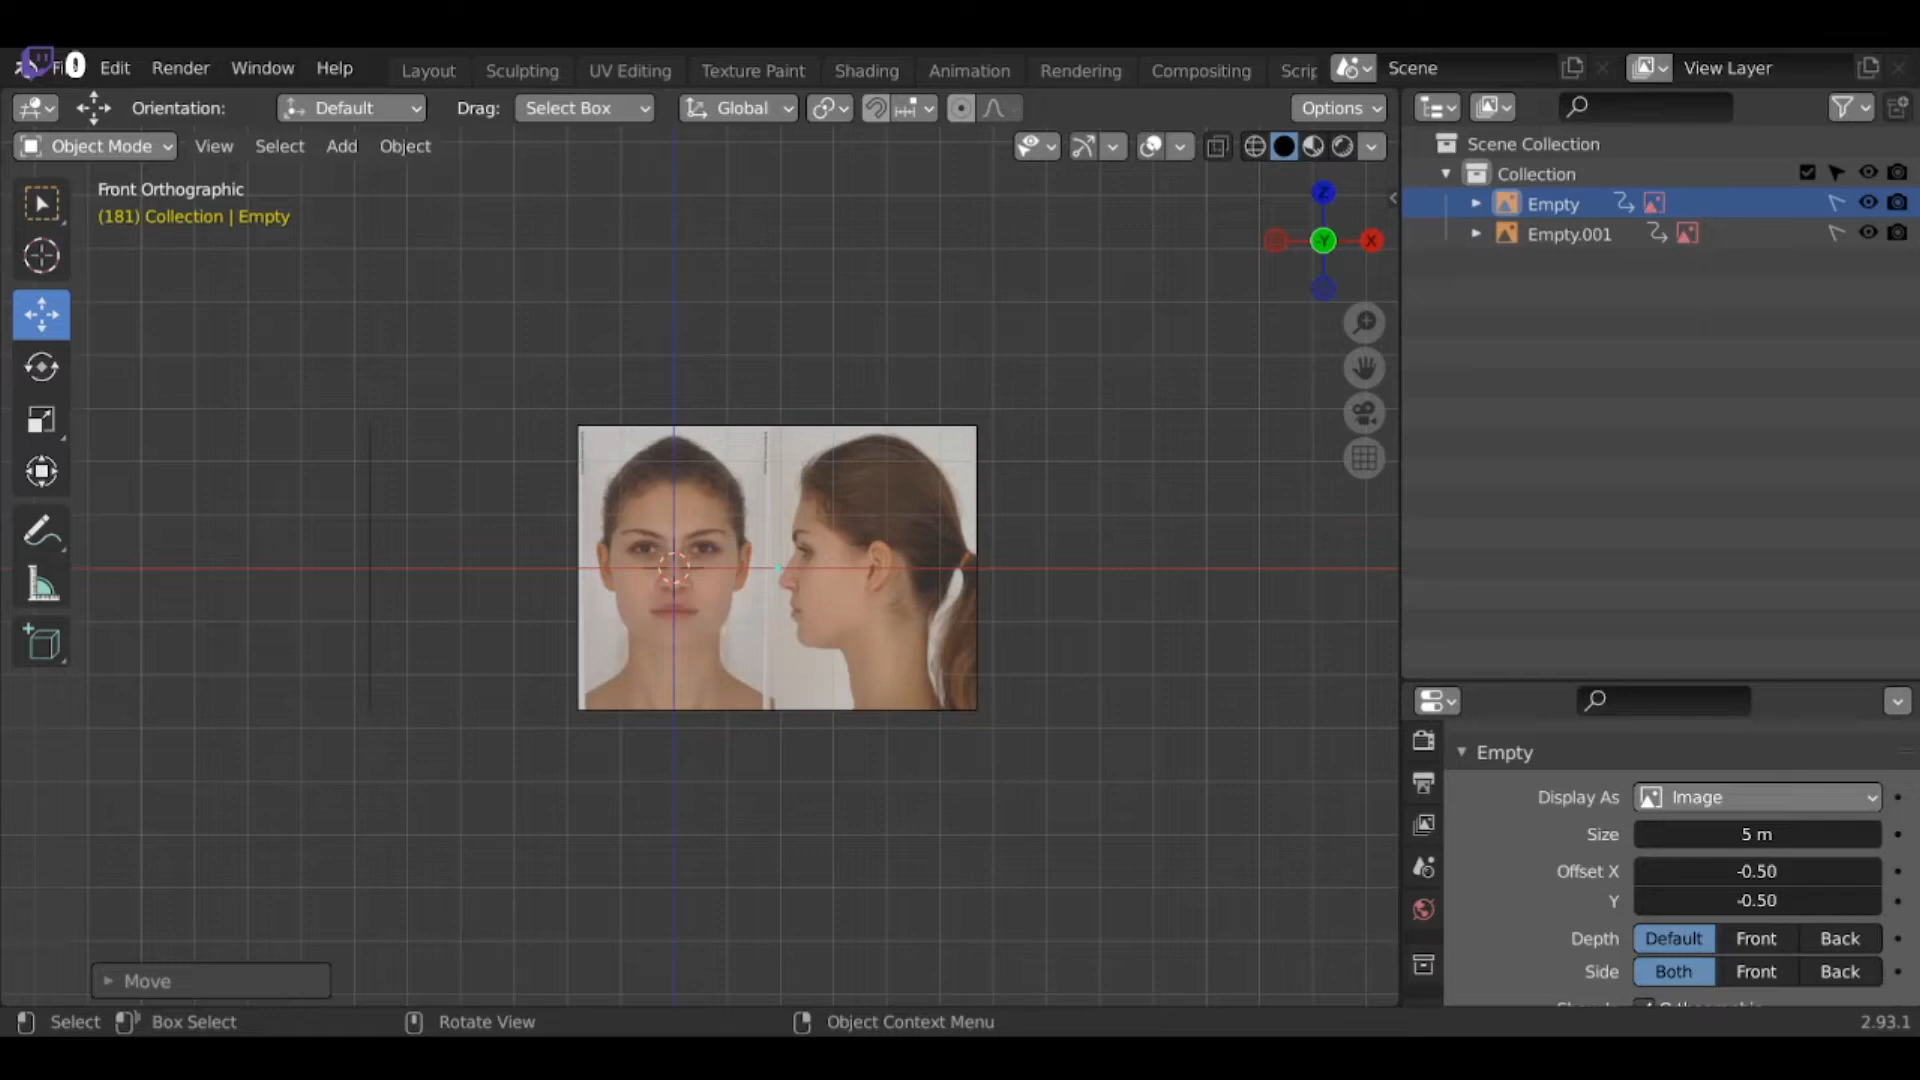 0 Edit Render Window Help Layout Sculpting UV Editing Texture Paint Shading Animation Rendering Compositing Scrip Scene View Layer
Orientation: Default Drag: Select Box Global Options
Object Mode View Select Add Object
Scene Collection
Collection
Front Orthographic
(181) Collection | Empty
Z
-Y
X
Empty
Empty.001
Empty
Display As Image
Size 5 m
Offset X -0.50
Y -0.50
Depth Default Front Back
Side Both Front Back
Move
Select Box Select Rotate View Object Context Menu 2.93.1